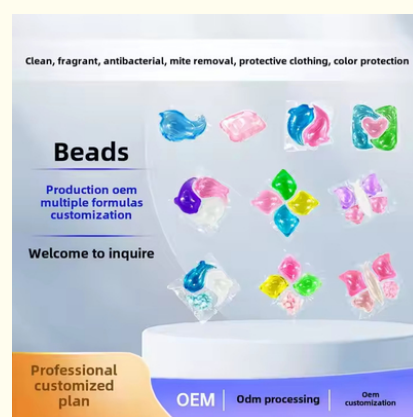 Clean, fragrant, antibacterial, mite removal, protective clothing, color protection
Beads
Production oem
multiple formulas
customization
Welcome to inquire
Professional
customized
plan
OEM
Odm processing
Oem
customization